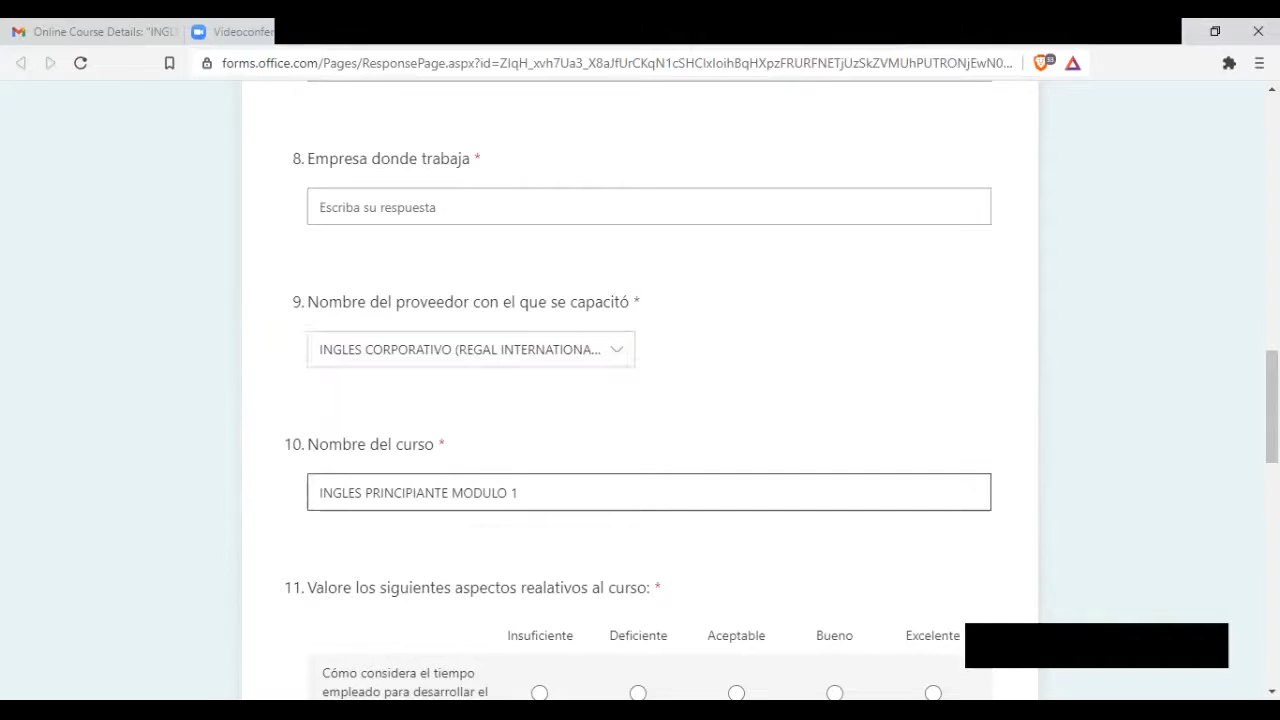 Online Course Details: "INGL
Videoconfer
forms.office.com/Pages/ResponsePage.aspx?id=ZIqH_xvh7Ua3_X8aJfUrCKqN1cSHClxIoihBqHXpzFRURFNETjUzSkZVMUhPUTRONjEwN0...
33
8. Empresa donde trabaja *
Escriba su respuesta
9. Nombre del proveedor con el que se capacitó *
INGLES CORPORATIVO (REGAL INTERNATIONA...
10. Nombre del curso *
INGLES PRINCIPIANTE MODULO 1
11. Valore los siguientes aspectos realativos al curso: *
Insuficiente Deficiente Aceptable Bueno Excelente
Cómo considera el tiempo
empleado para desarrollar el